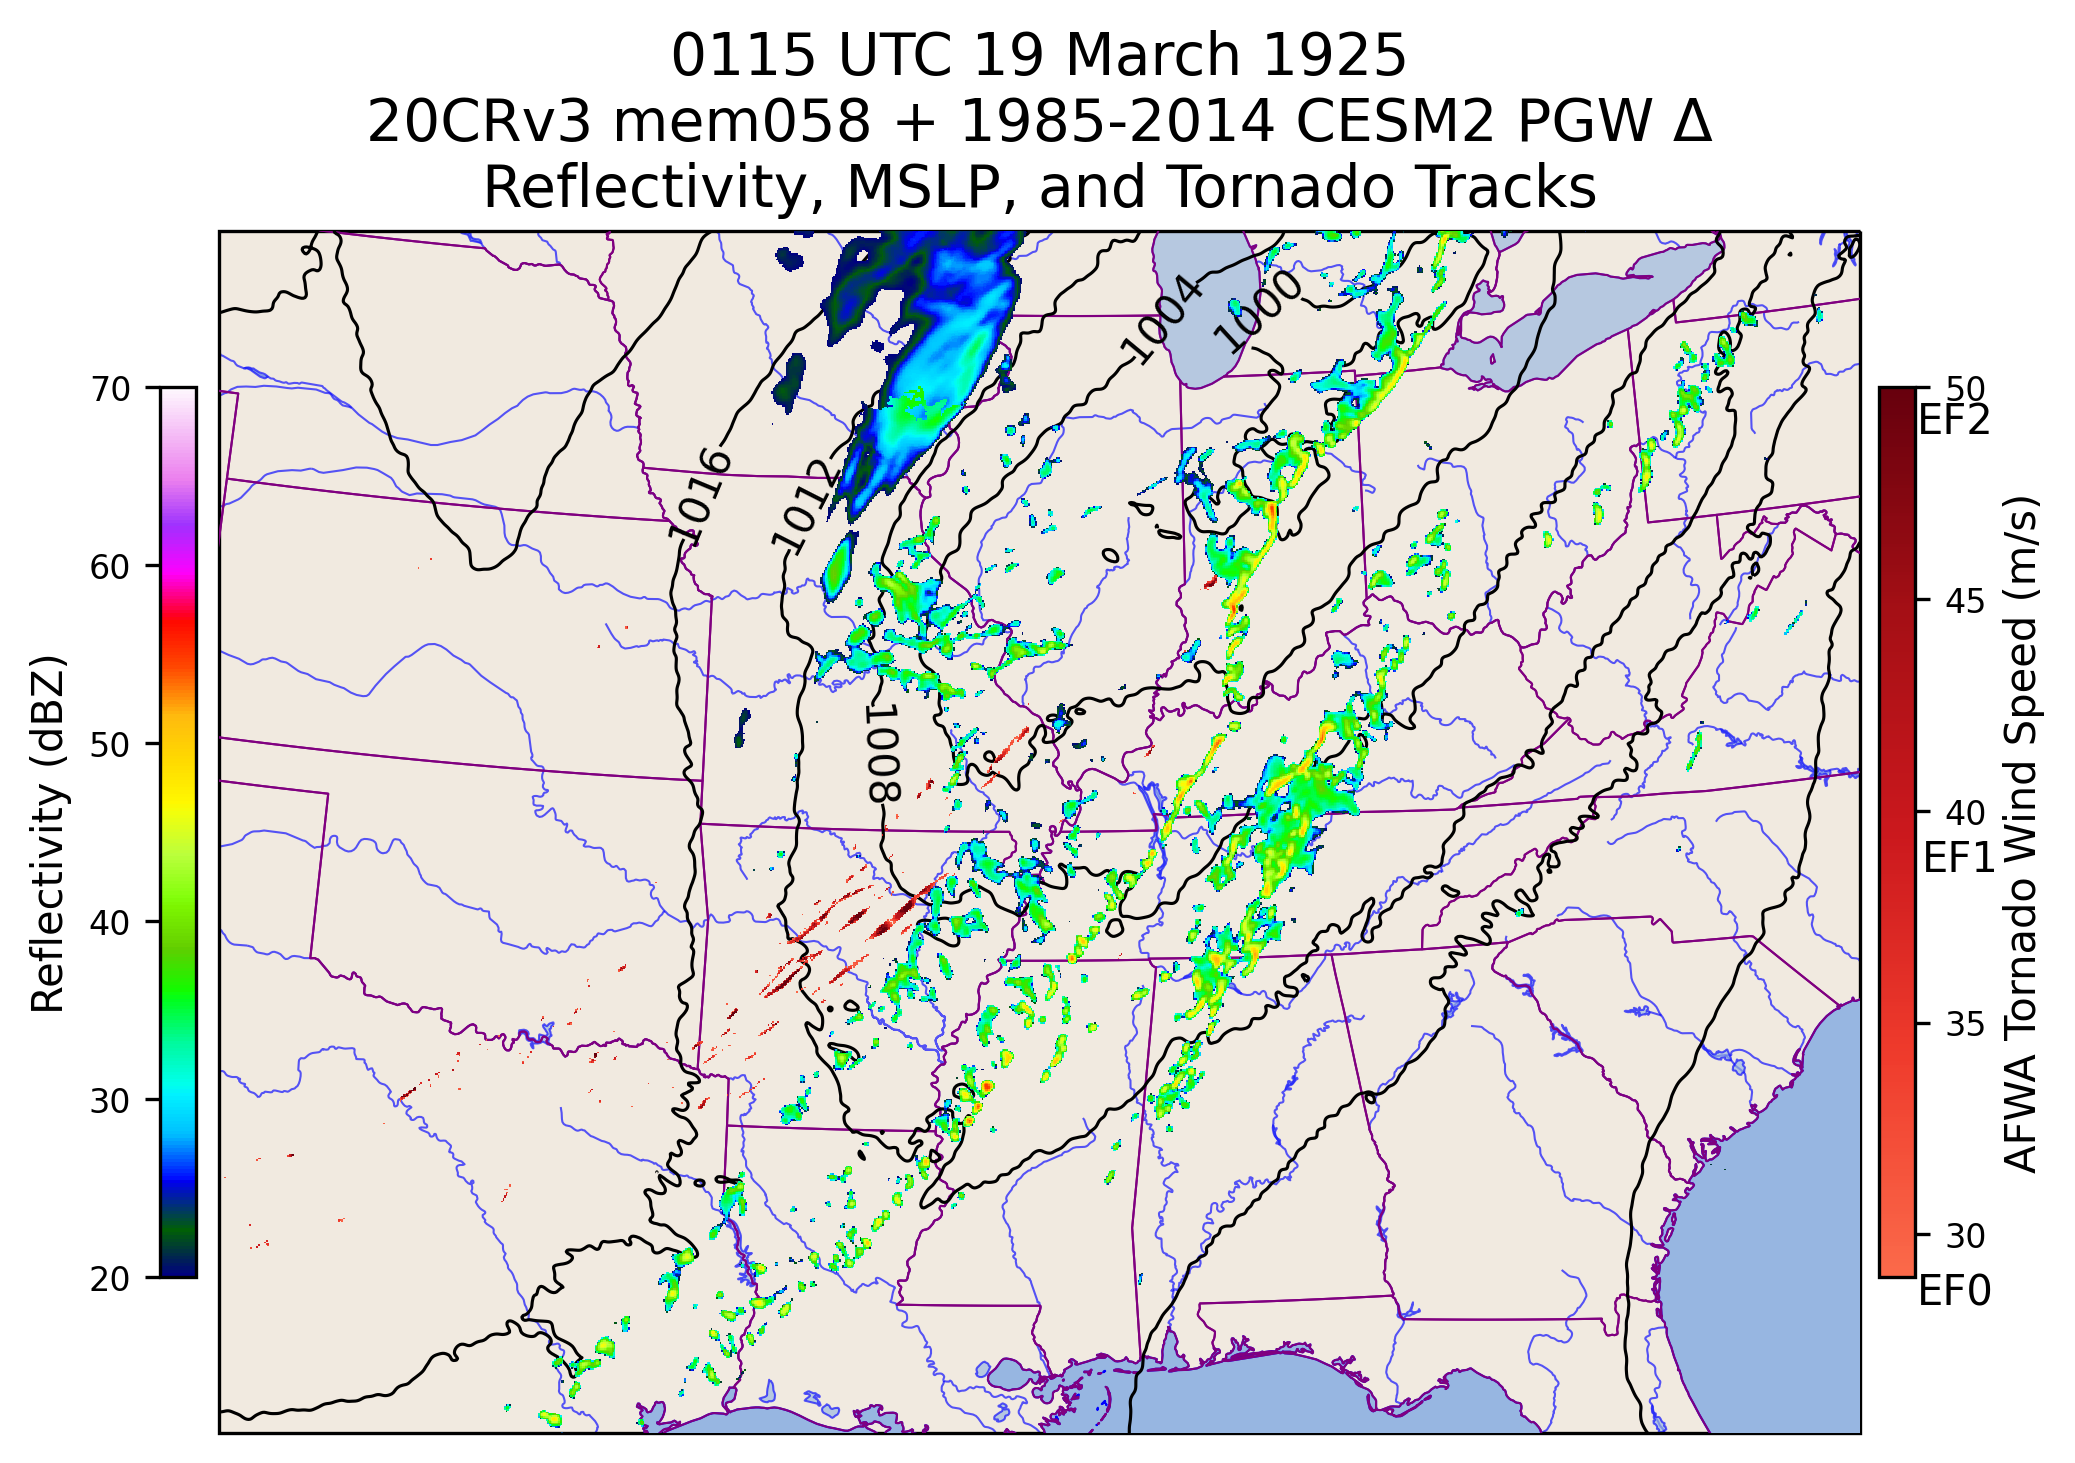 0115 UTC 19 March 1925
20CRv3 mem058 + 1985-2014 CESM2 PGW Δ
Reflectivity, MSLP, and Tornado Tracks
1004
1000
1016
1012
1008
70
60
50
40
30
20
Reflectivity (dBZ)
50
EF2
45
40
EF1
35
30
EF0
AFWA Tornado Wind Speed (m/s)